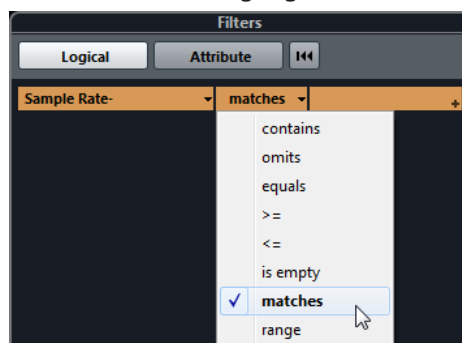 Filters
Logical Attribute
Sample Rate- matches +
contains
omits
equals
>=
<=
is empty
✓ matches
range